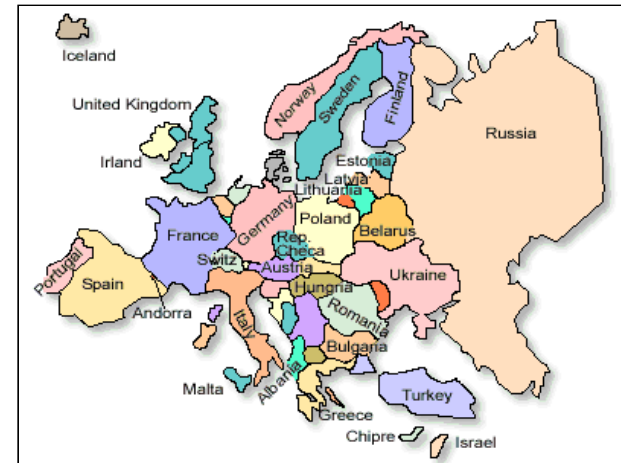 Iceland
Norway
Sweden
Finland
Russia
United Kingdom
Irland
Estonia
Latvia
Lithuania
Germany
Poland
Belarus
France
Rep.
Checa
Switz
Austria
Ukraine
Portugal
Spain
Hungria
Andorra
Italy
Romania
Bulgaria
Malta
Albania
Turkey
Greece
Chipre
Israel